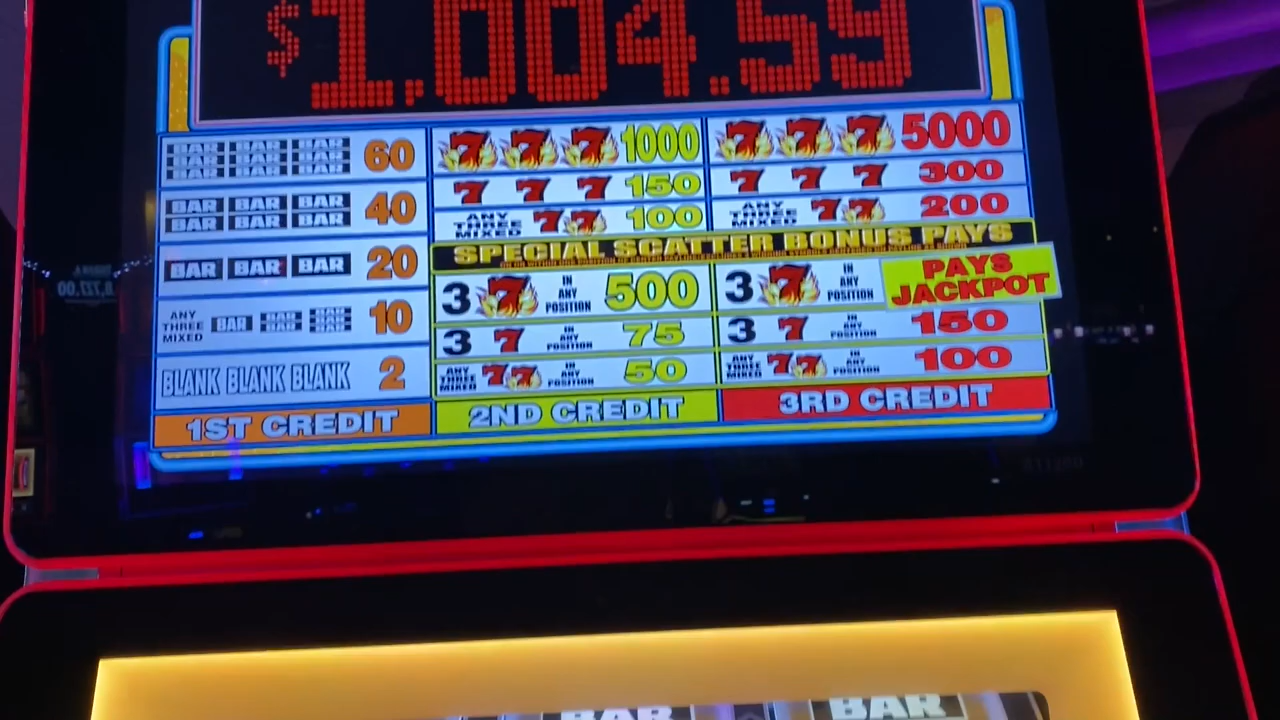 $1,004.59
BAR BAR BAR
BAR BAR BAR
BAR BAR BAR 60
BAR BAR BAR
BAR BAR BAR 40
BAR BAR BAR 20
ANY THREE MIXED BAR BAR BAR BAR BAR BAR 10
BLANK BLANK BLANK 2
1ST CREDIT
7 7 7 1000
7 7 7 150
ANY THREE MIXED 7 7 100
7 7 7 5000
7 7 7 300
ANY THREE MIXED 7 7 200
SPECIAL SCATTER BONUS PAYS
3 7 IN ANY POSITION 500
3 7 IN ANY POSITION 75
ANY THREE MIXED 7 7 IN ANY POSITION 50
2ND CREDIT
3 7 IN ANY POSITION PAYS JACKPOT
3 7 IN ANY POSITION 150
ANY THREE MIXED 7 7 IN ANY POSITION 100
3RD CREDIT
BAR BAR